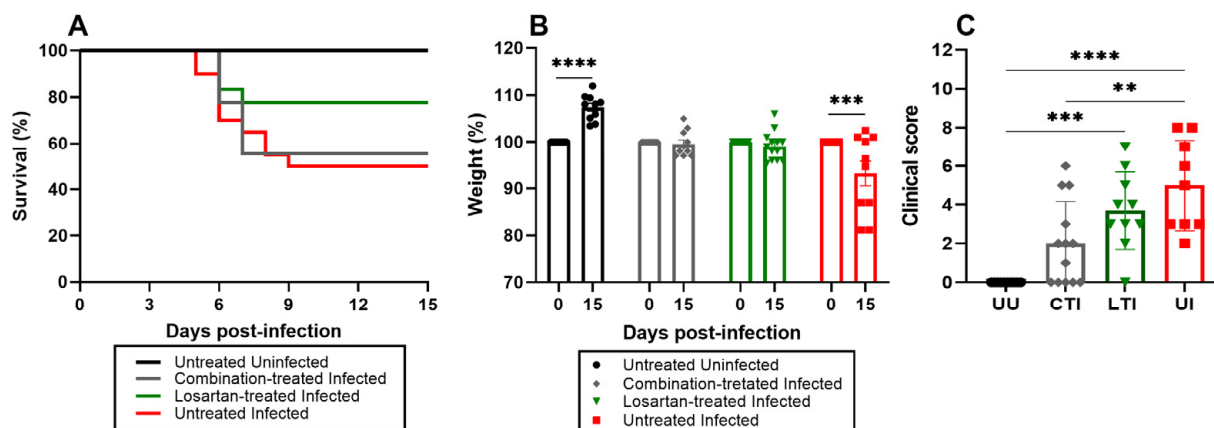 A
Survival (%)
100
80
60
40
20
0
0 3 6 9 12 15
Days post-infection
Untreated Uninfected
Combination-treated Infected
Losartan-treated Infected
Untreated Infected
B
Weight (%)
120
110
100
90
80
70
****
***
0 15 0 15 0 15 0 15
Days post-infection
Untreated Uninfected
Combination-tretated Infected
Losartan-treated Infected
Untreated Infected
C
Clinical score
12
10
8
6
4
2
0
****
**
***
UU CTI LTI UI